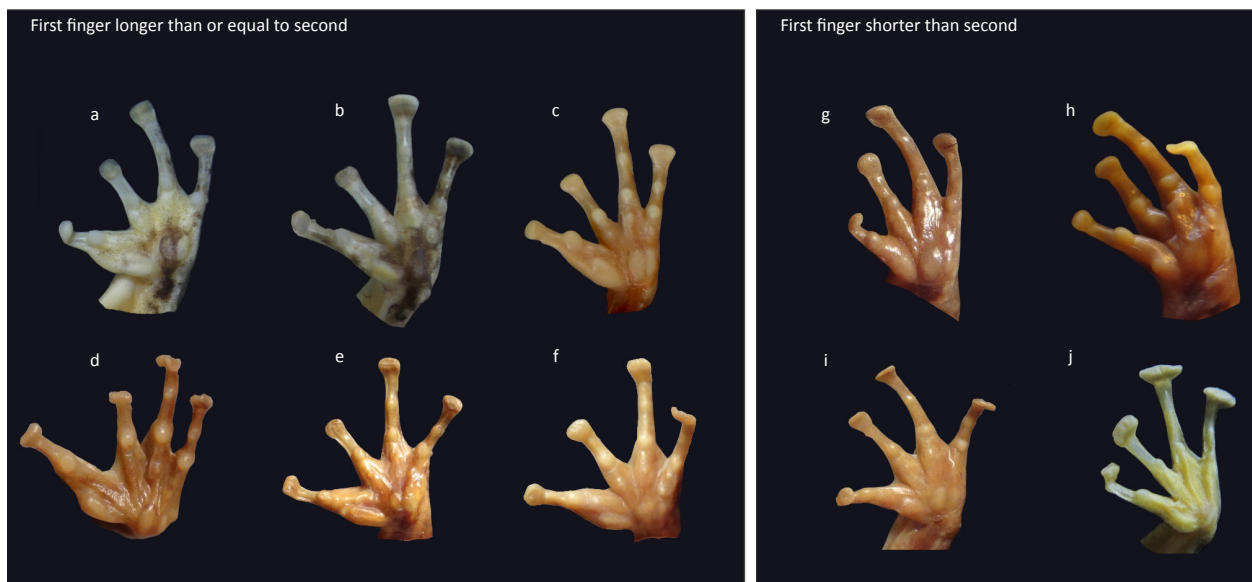 First finger longer than or equal to second
First finger shorter than second
a
b
c
g
h
d
e
f
i
j